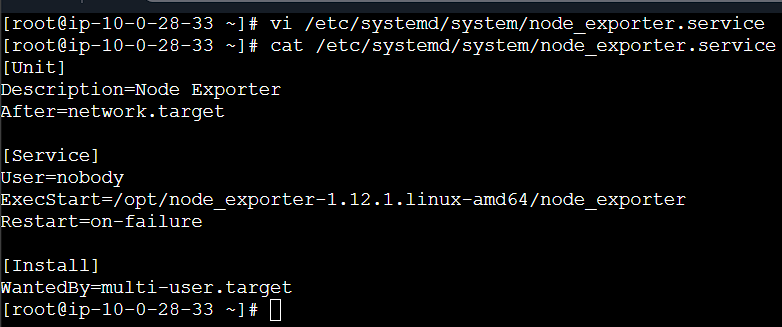 [root@ip-10-0-28-33 ~]# vi /etc/systemd/system/node_exporter.service
[root@ip-10-0-28-33 ~]# cat /etc/systemd/system/node_exporter.service
[Unit]
Description=Node Exporter
After=network.target

[Service]
User=nobody
ExecStart=/opt/node_exporter-1.12.1.linux-amd64/node_exporter
Restart=on-failure

[Install]
WantedBy=multi-user.target
[root@ip-10-0-28-33 ~]#